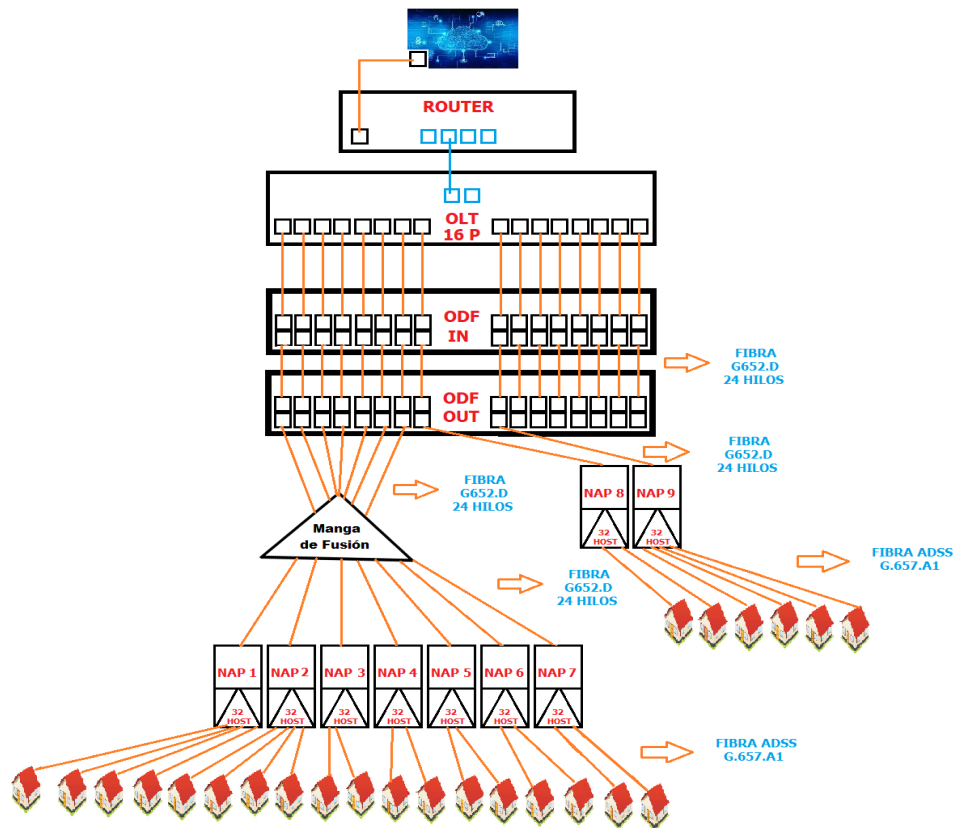 ROUTER
OLT
16 P
ODF
IN
FIBRA
G652.D
24 HILOS
ODF
OUT
FIBRA
G652.D
24 HILOS
FIBRA
G652.D
24 HILOS
NAP 8
NAP 9
32
HOST
32
HOST
Manga
de Fusión
FIBRA ADSS
G.657.A1
FIBRA
G652.D
24 HILOS
NAP 1
NAP 2
NAP 3
NAP 4
NAP 5
NAP 6
NAP 7
32
HOST
32
HOST
32
HOST
32
HOST
32
HOST
32
HOST
32
HOST
FIBRA ADSS
G.657.A1